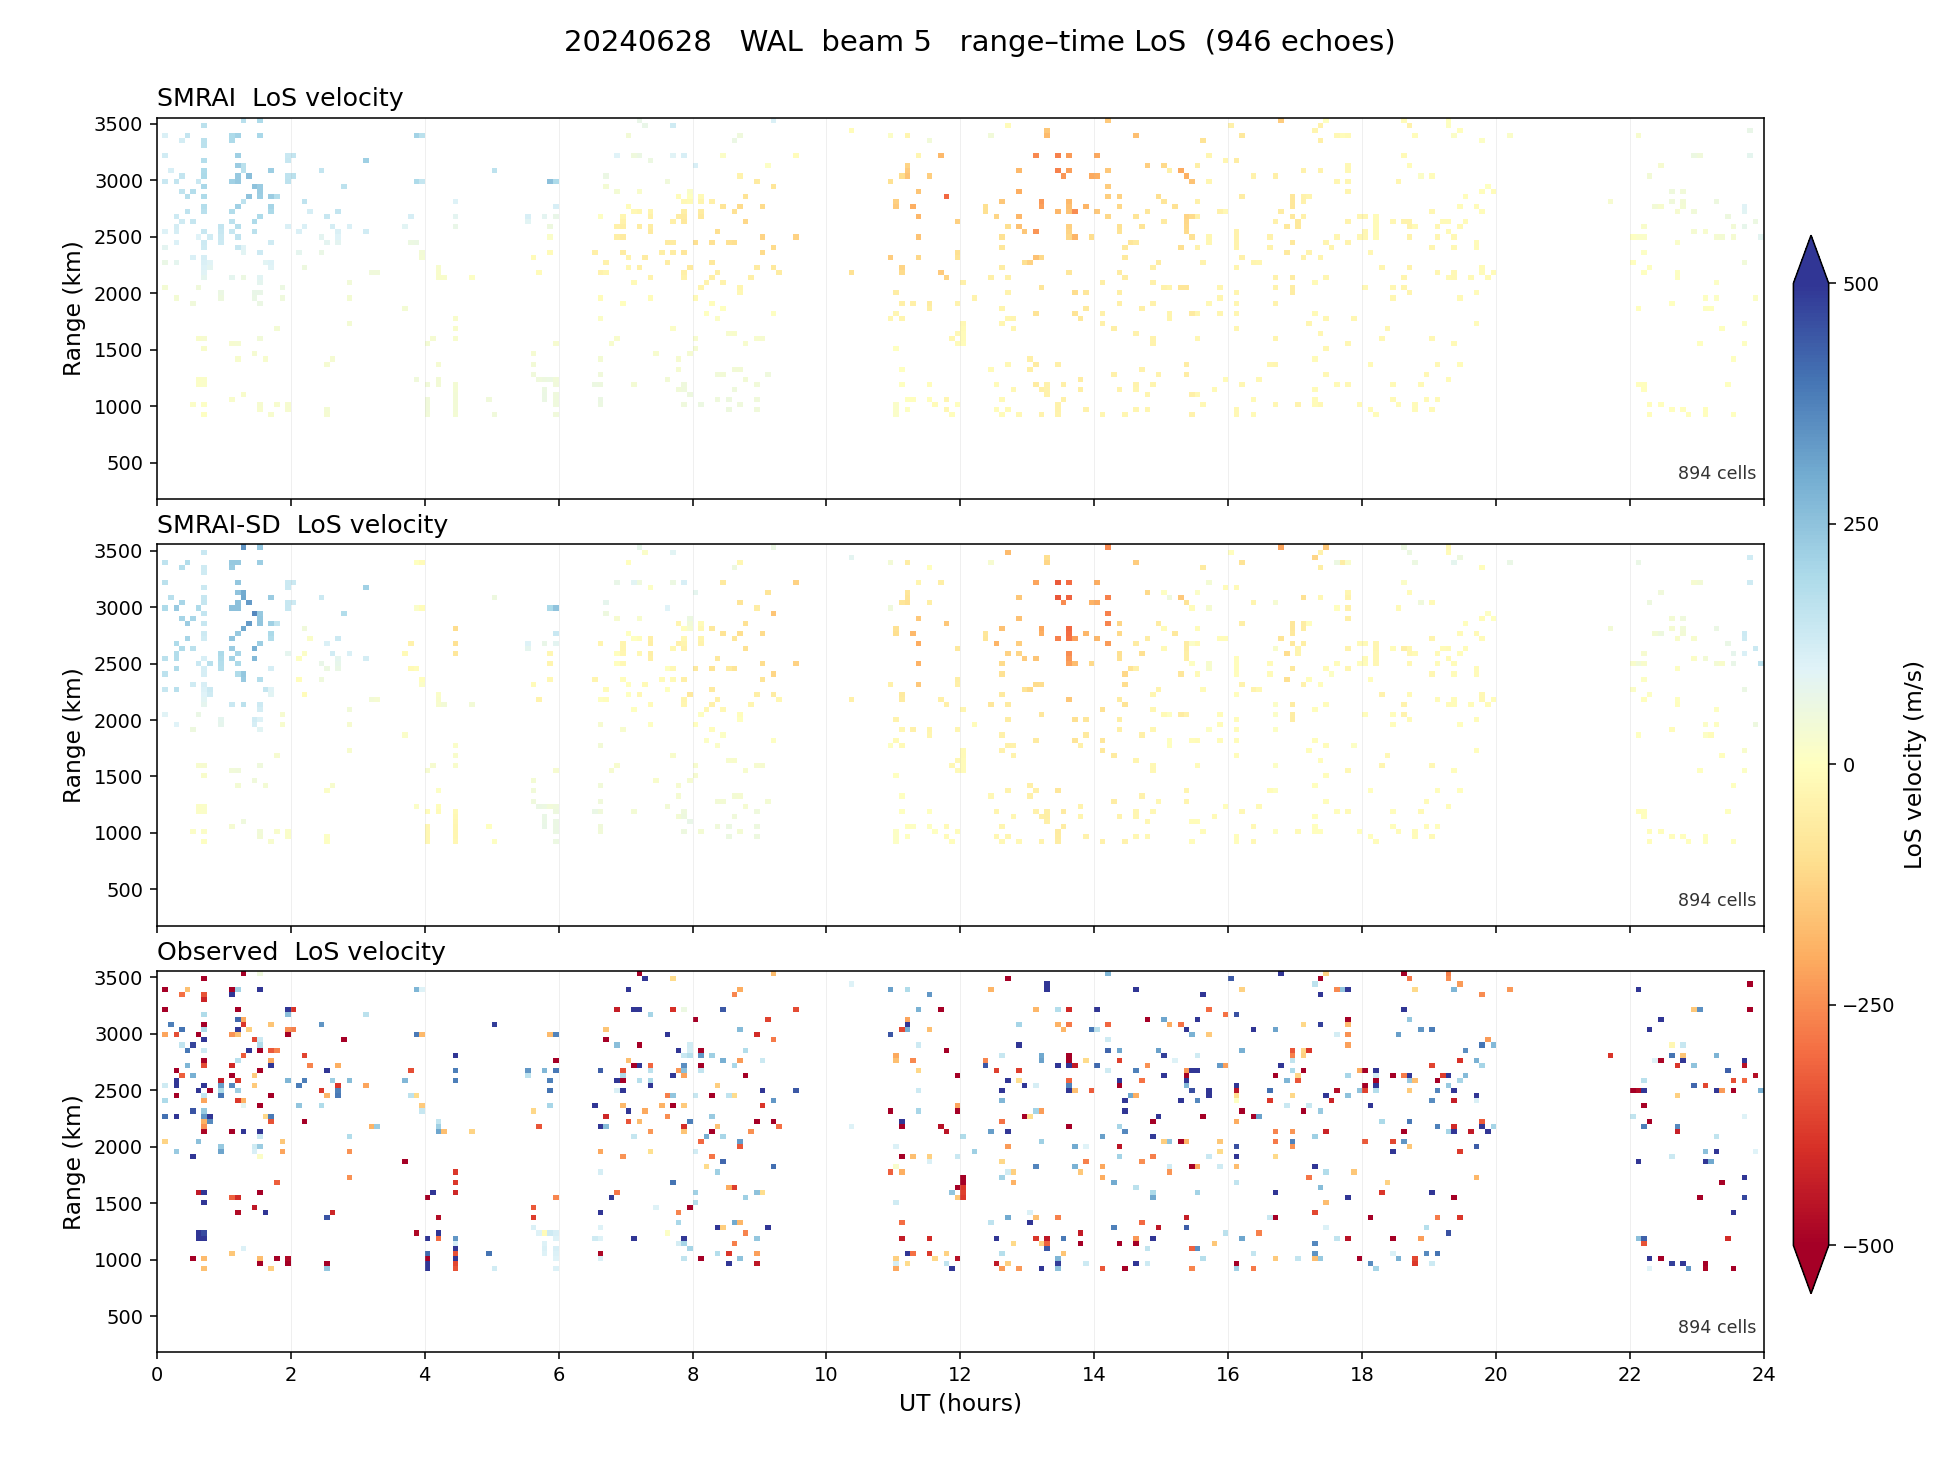 20240628   WAL  beam 5   range–time LoS  (946 echoes)
SMRAI  LoS velocity
3500
3000
2500
2000
1500
1000
500
Range (km)
894 cells
SMRAI-SD  LoS velocity
3500
3000
2500
2000
1500
1000
500
Range (km)
894 cells
Observed  LoS velocity
3500
3000
2500
2000
1500
1000
500
Range (km)
894 cells
0 2 4 6 8 10 12 14 16 18 20 22 24
UT (hours)
500
250
0
−250
−500
LoS velocity (m/s)